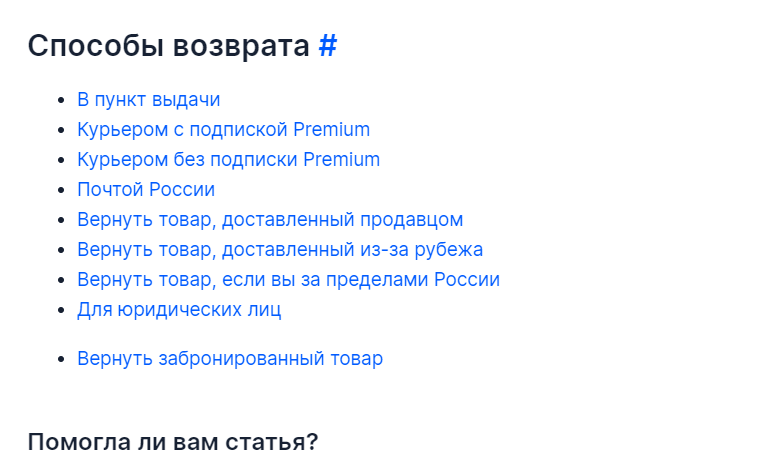 Способы возврата #
В пункт выдачи
Курьером с подпиской Premium
Курьером без подписки Premium
Почтой России
Вернуть товар, доставленный продавцом
Вернуть товар, доставленный из-за рубежа
Вернуть товар, если вы за пределами России
Для юридических лиц
Вернуть забронированный товар
Помогла ли вам статья?